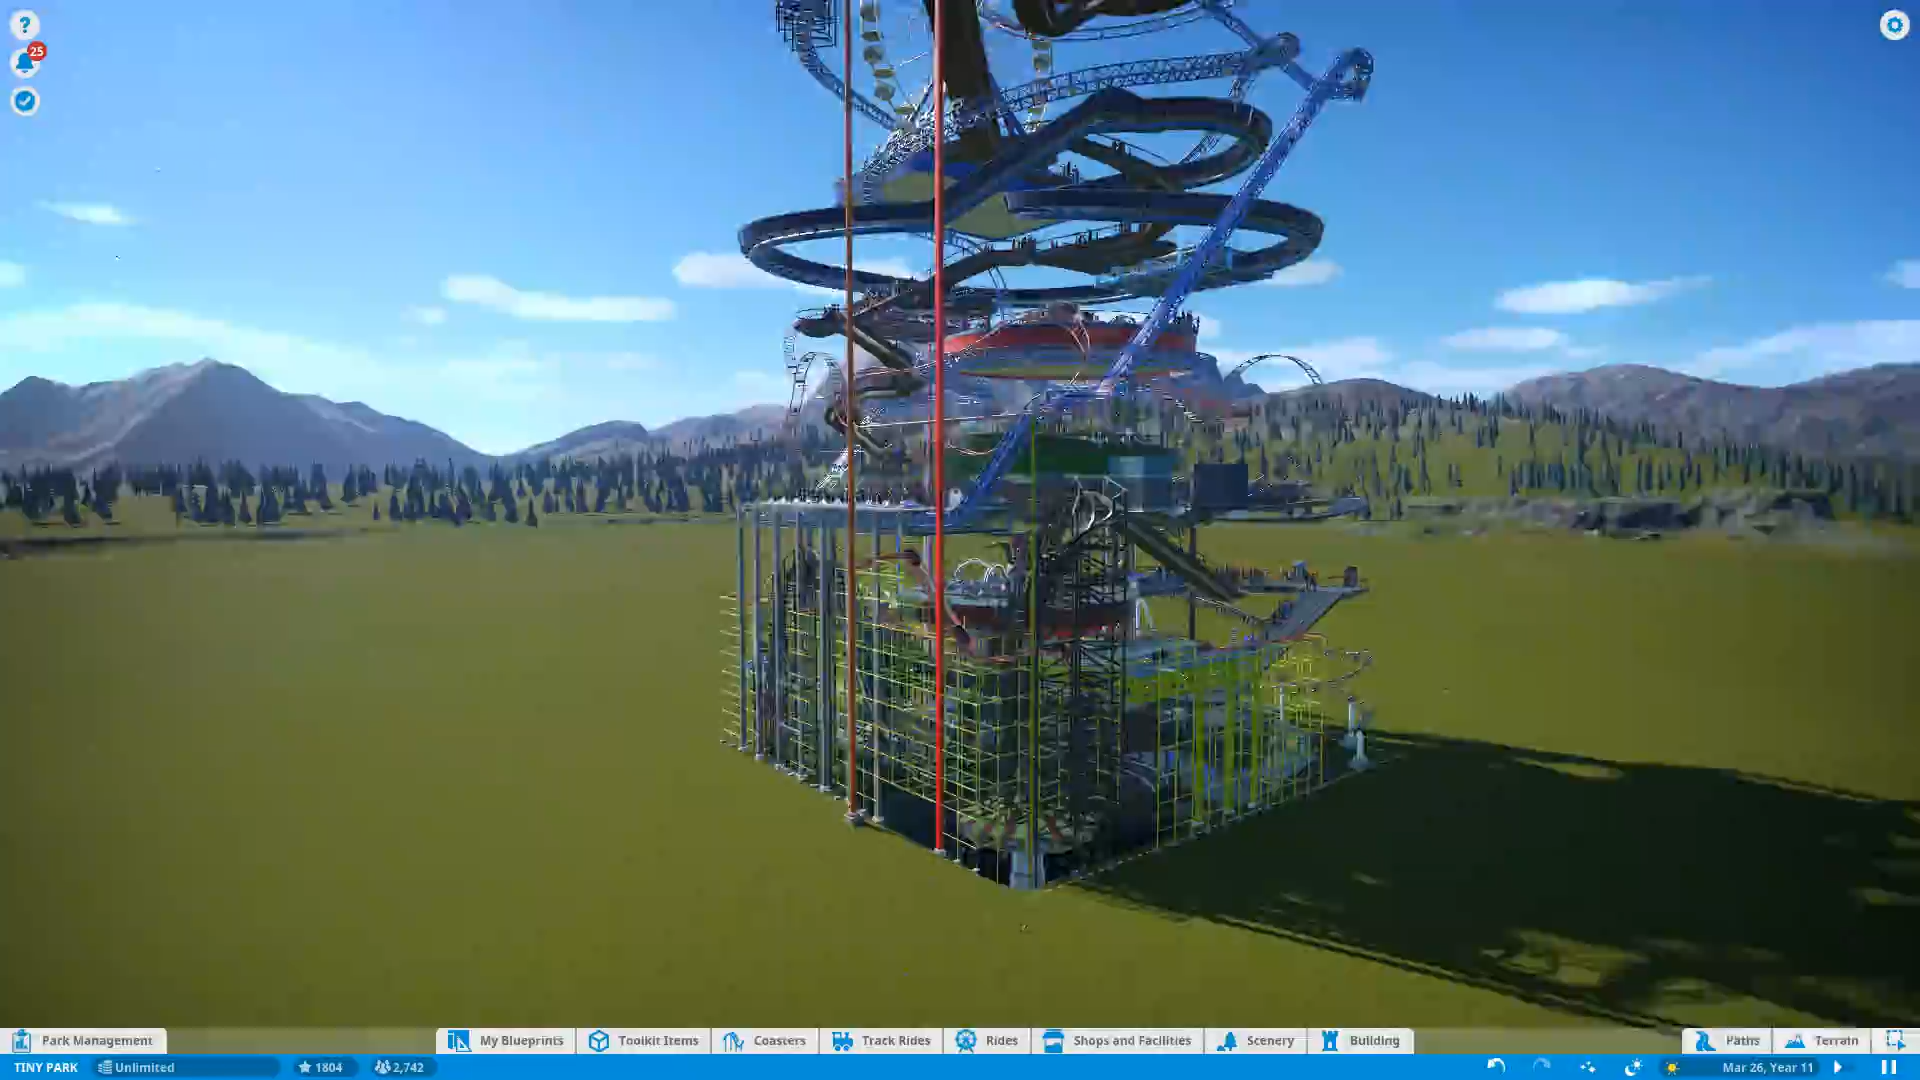 ?
25
Park Management
My Blueprints
Toolkit Items
Coasters
Track Rides
Rides
Shops and Facilities
Scenery
Building
Paths
Terrain
TINY PARK
Unlimited
1804
2,742
Mar 26, Year 11